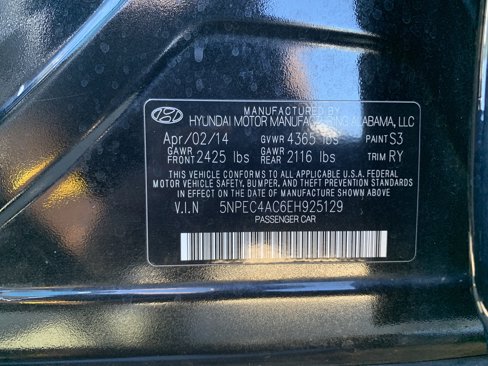 MANUFACTURED BY
HYUNDAI MOTOR MANUFACTURING ALABAMA, LLC
Apr/02/14 GVWR 4365 lbs PAINT S3
GAWR FRONT 2425 lbs GAWR REAR 2116 lbs TRIM RY
THIS VEHICLE CONFORMS TO ALL APPLICABLE U.S.A. FEDERAL
MOTOR VEHICLE SAFETY, BUMPER, AND THEFT PREVENTION STANDARDS
IN EFFECT ON THE DATE OF MANUFACTURE SHOWN ABOVE
V.I.N 5NPEC4AC6EH925129
PASSENGER CAR